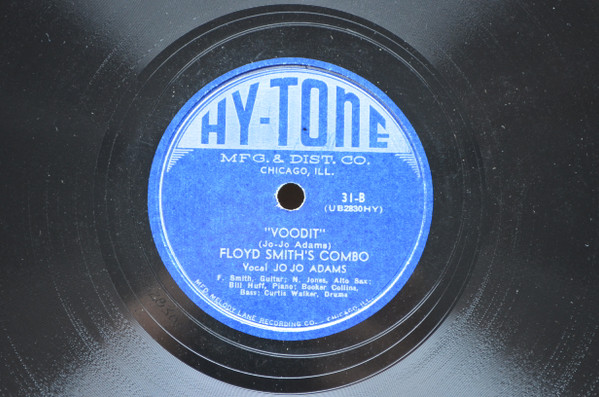 HY-TONE
MFG. & DIST. CO.
CHICAGO, ILL.
31-B
(UB2830HY)
"VOODIT"
(Jo-Jo Adams)
FLOYD SMITH'S COMBO
Vocal JO JO ADAMS
F. Smith, Guitar; N. Jones, Alto Sax;
Bill Huff, Piano; Booker Collins,
Bass; Curtis Walker, Drums
MFG. MELODY LANE RECORDING CO. CHICAGO, ILL.